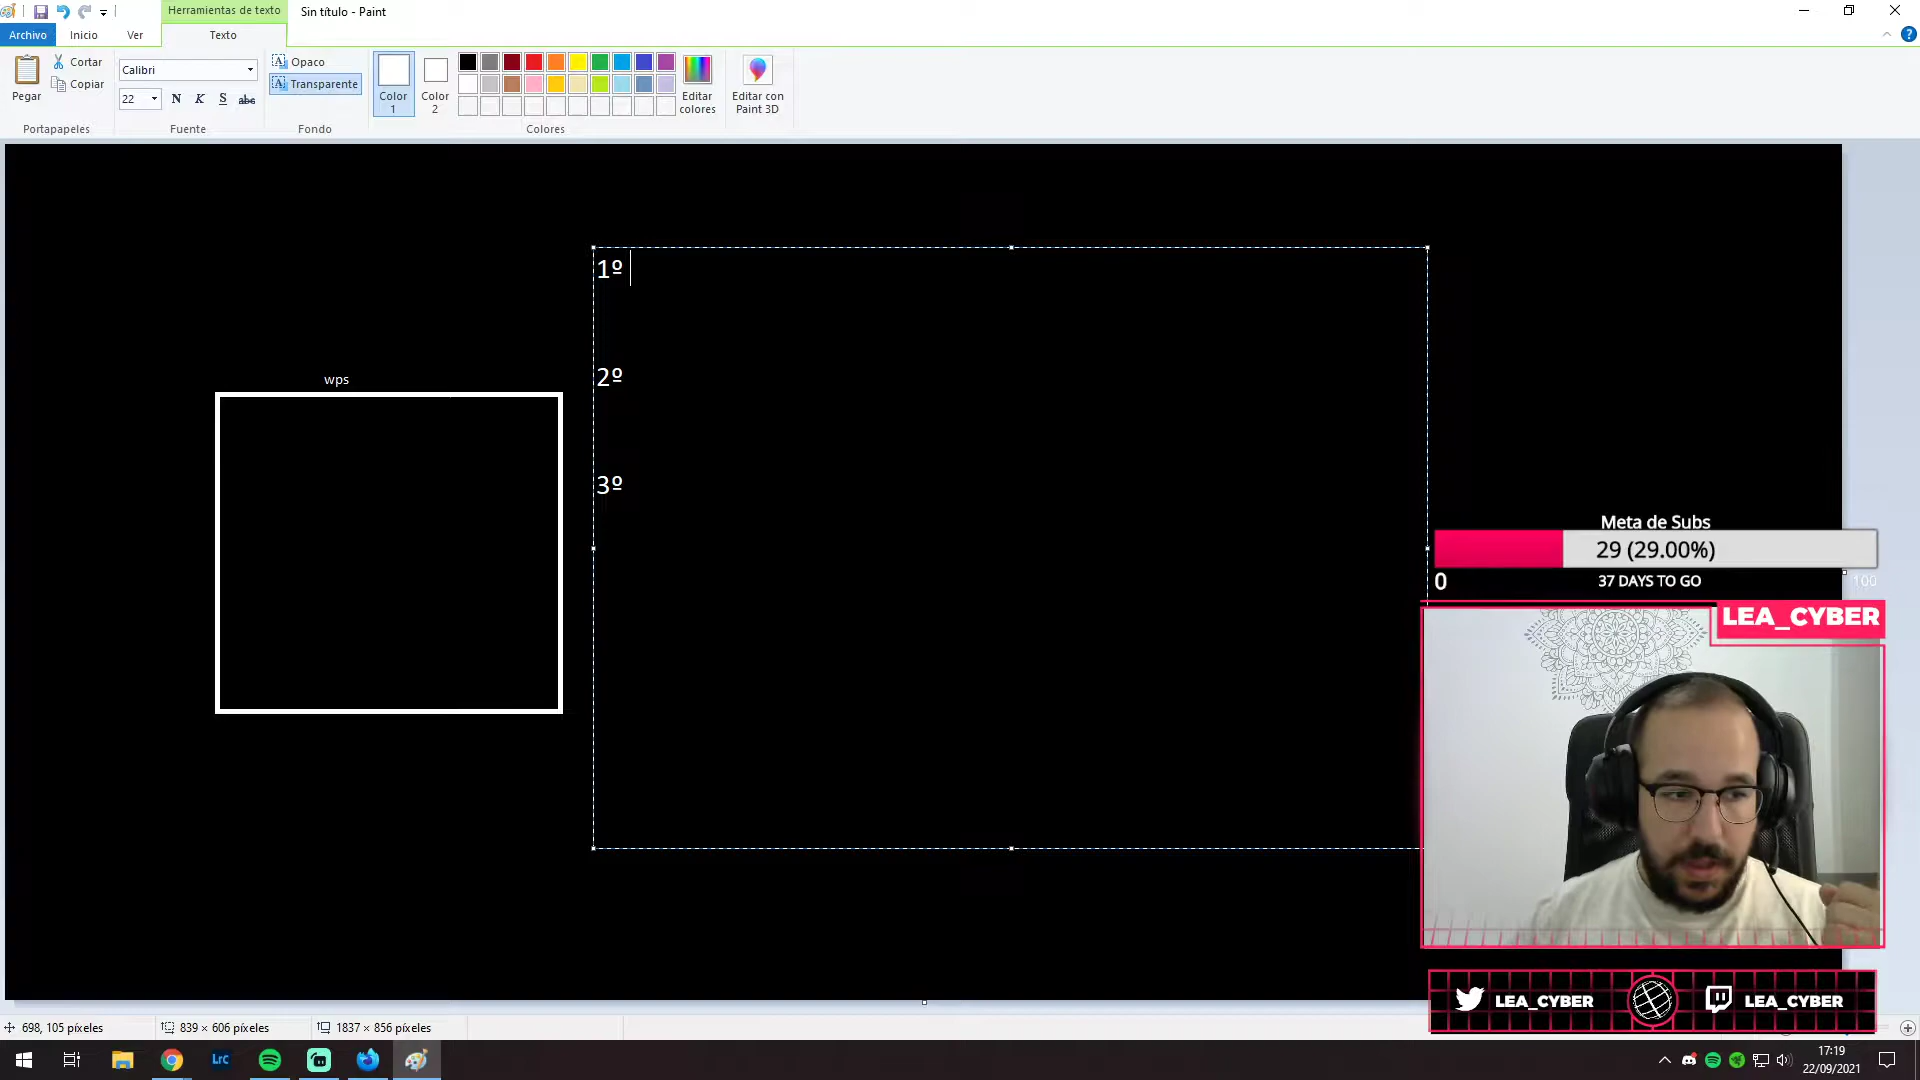 Herramientas de texto
Sin título - Paint
Archivo
Inicio
Ver
Texto
Pegar
Cortar
Copiar
Portapapeles
Calibri
22
N K S abc
Fuente
Opaco
Transparente
Fondo
Color 1
Color 2
Editar colores
Colores
Editar con Paint 3D
1º
2º
3º
wps
Meta de Subs
29 (29.00%)
0
37 DAYS TO GO
100
LEA_CYBER
LEA_CYBER
LEA_CYBER
698, 105 píxeles
839 × 606 píxeles
1837 × 856 píxeles
Lrc
17:19
22/09/2021